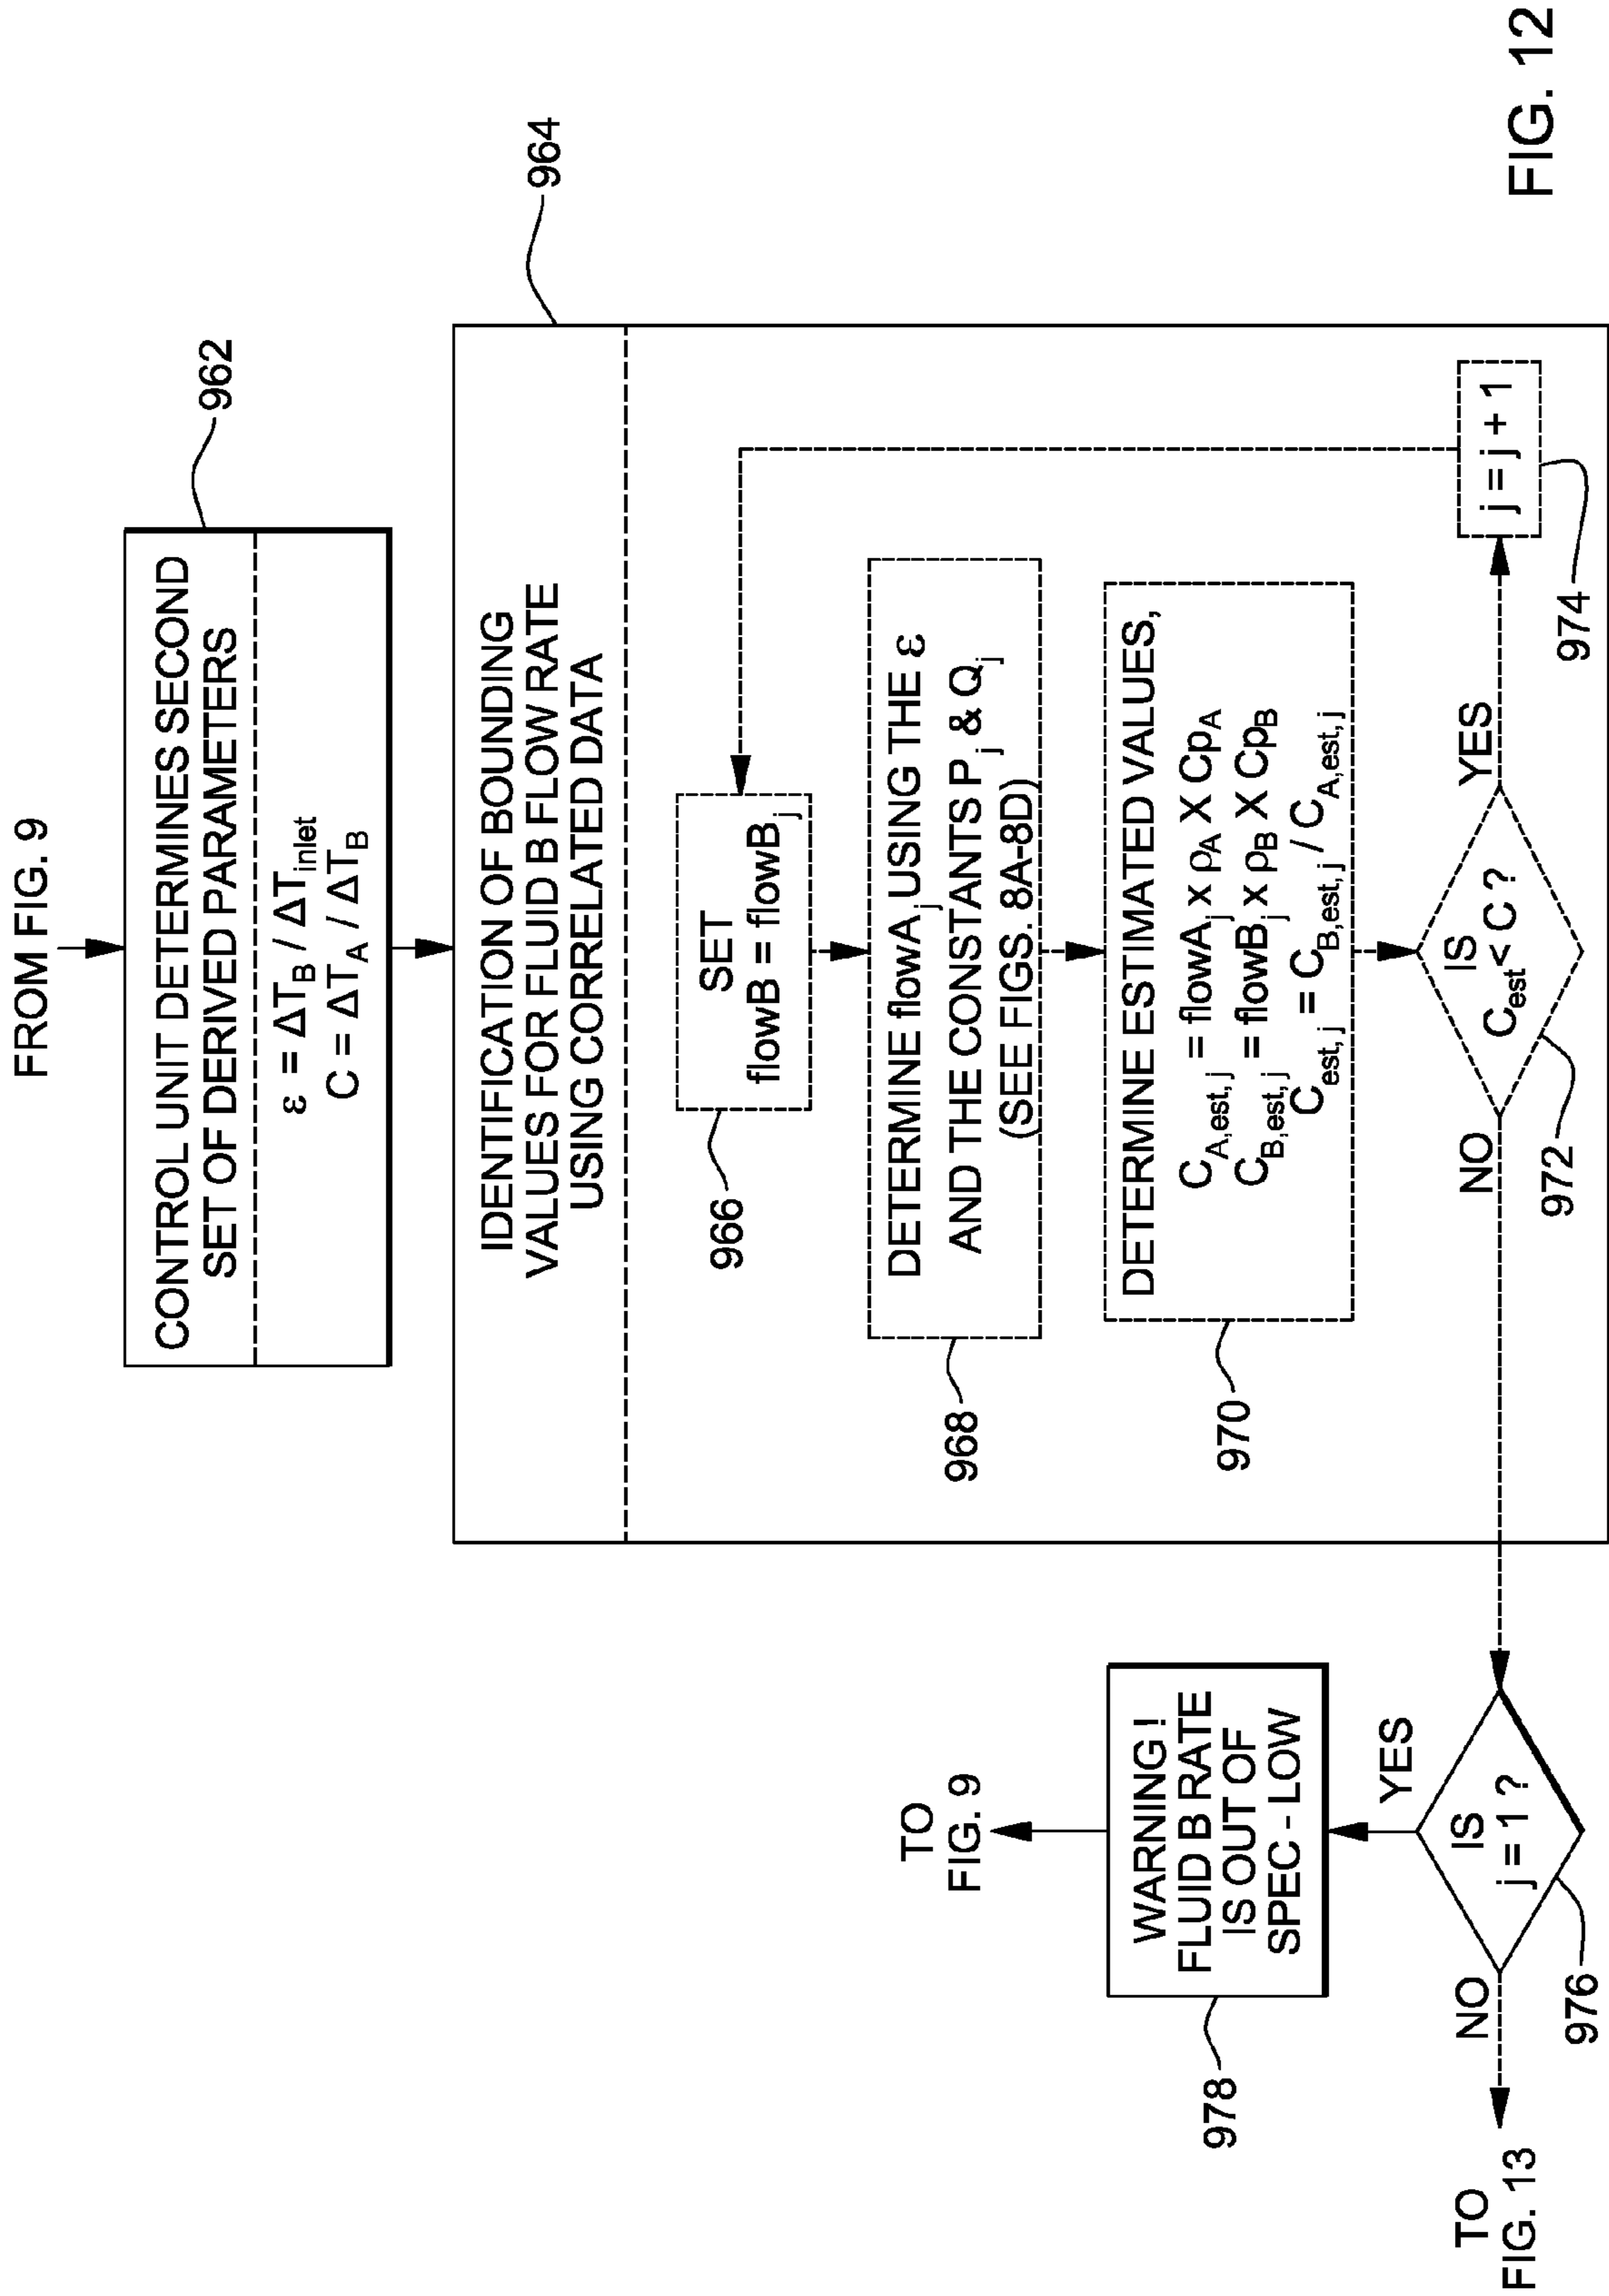 FROM FIG. 9
CONTROL UNIT DETERMINES SECOND
SET OF DERIVED PARAMETERS
ε = ΔT_B / ΔT_inlet
C = ΔT_A / ΔT_B
962
IDENTIFICATION OF BOUNDING
VALUES FOR FLUID B FLOW RATE
USING CORRELATED DATA
964
SET
flowB = flowB_j
966
DETERMINE flowA_j USING THE ε
AND THE CONSTANTS P_j & Q_j
(SEE FIGS. 8A-8D)
968
DETERMINE ESTIMATED VALUES,
C_A,est, j = flowA_j x ρ_A X Cp_A
C_B,est, j = flowB_j x ρ_B X Cp_B
C_est, j = C_B,est, j / C_A,est, j
970
IS
C_est < C ?
972
YES
j = j + 1
974
NO
IS
j = 1 ?
976
YES
WARNING !
FLUID B RATE
IS OUT OF
SPEC - LOW
978
TO
FIG. 9
NO
TO
FIG. 13
FIG. 12